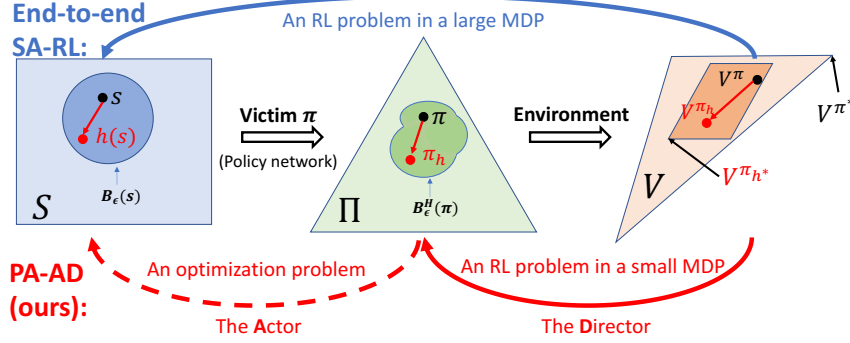 End-to-end
SA-RL:
An RL problem in a large MDP
s
h(s)
B_ϵ(s)
S
Victim π
(Policy network)
π
π_h
B_ϵ^H(π)
Π
Environment
V^π
V^{π_h}
V^{π*}
V^{π_{h*}}
V
PA-AD
(ours):
An optimization problem
An RL problem in a small MDP
The Actor
The Director